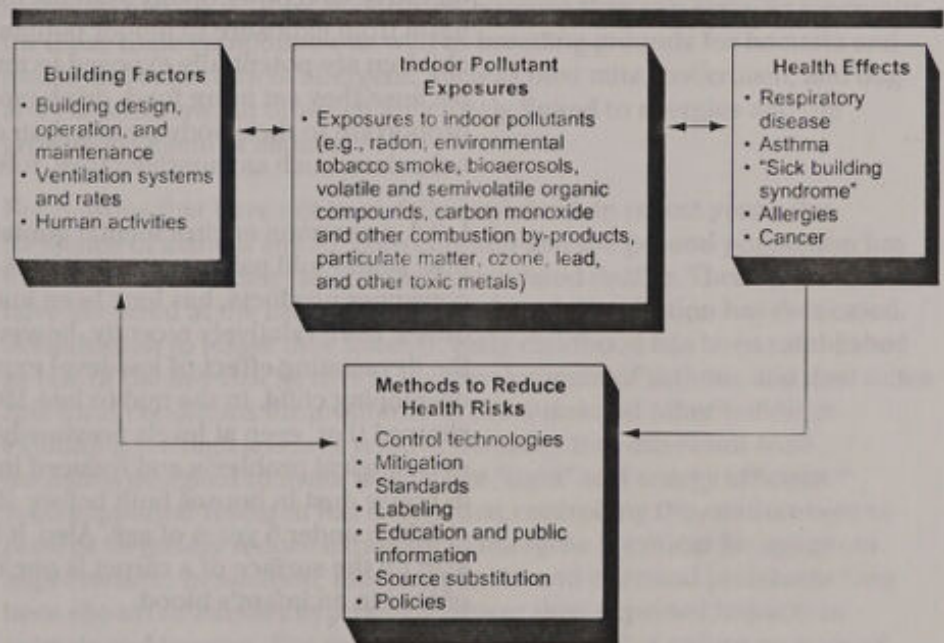 Building Factors
• Building design,
operation, and
maintenance
• Ventilation systems
and rates
• Human activities
Indoor Pollutant
Exposures
• Exposures to indoor pollutants
(e.g., radon, environmental
tobacco smoke, bioaerosols,
volatile and semivolatile organic
compounds, carbon monoxide
and other combustion by-products,
particulate matter, ozone, lead,
and other toxic metals)
Health Effects
• Respiratory
disease
• Asthma
• "Sick building
syndrome"
• Allergies
• Cancer
Methods to Reduce
Health Risks
• Control technologies
• Mitigation
• Standards
• Labeling
• Education and public
information
• Source substitution
• Policies